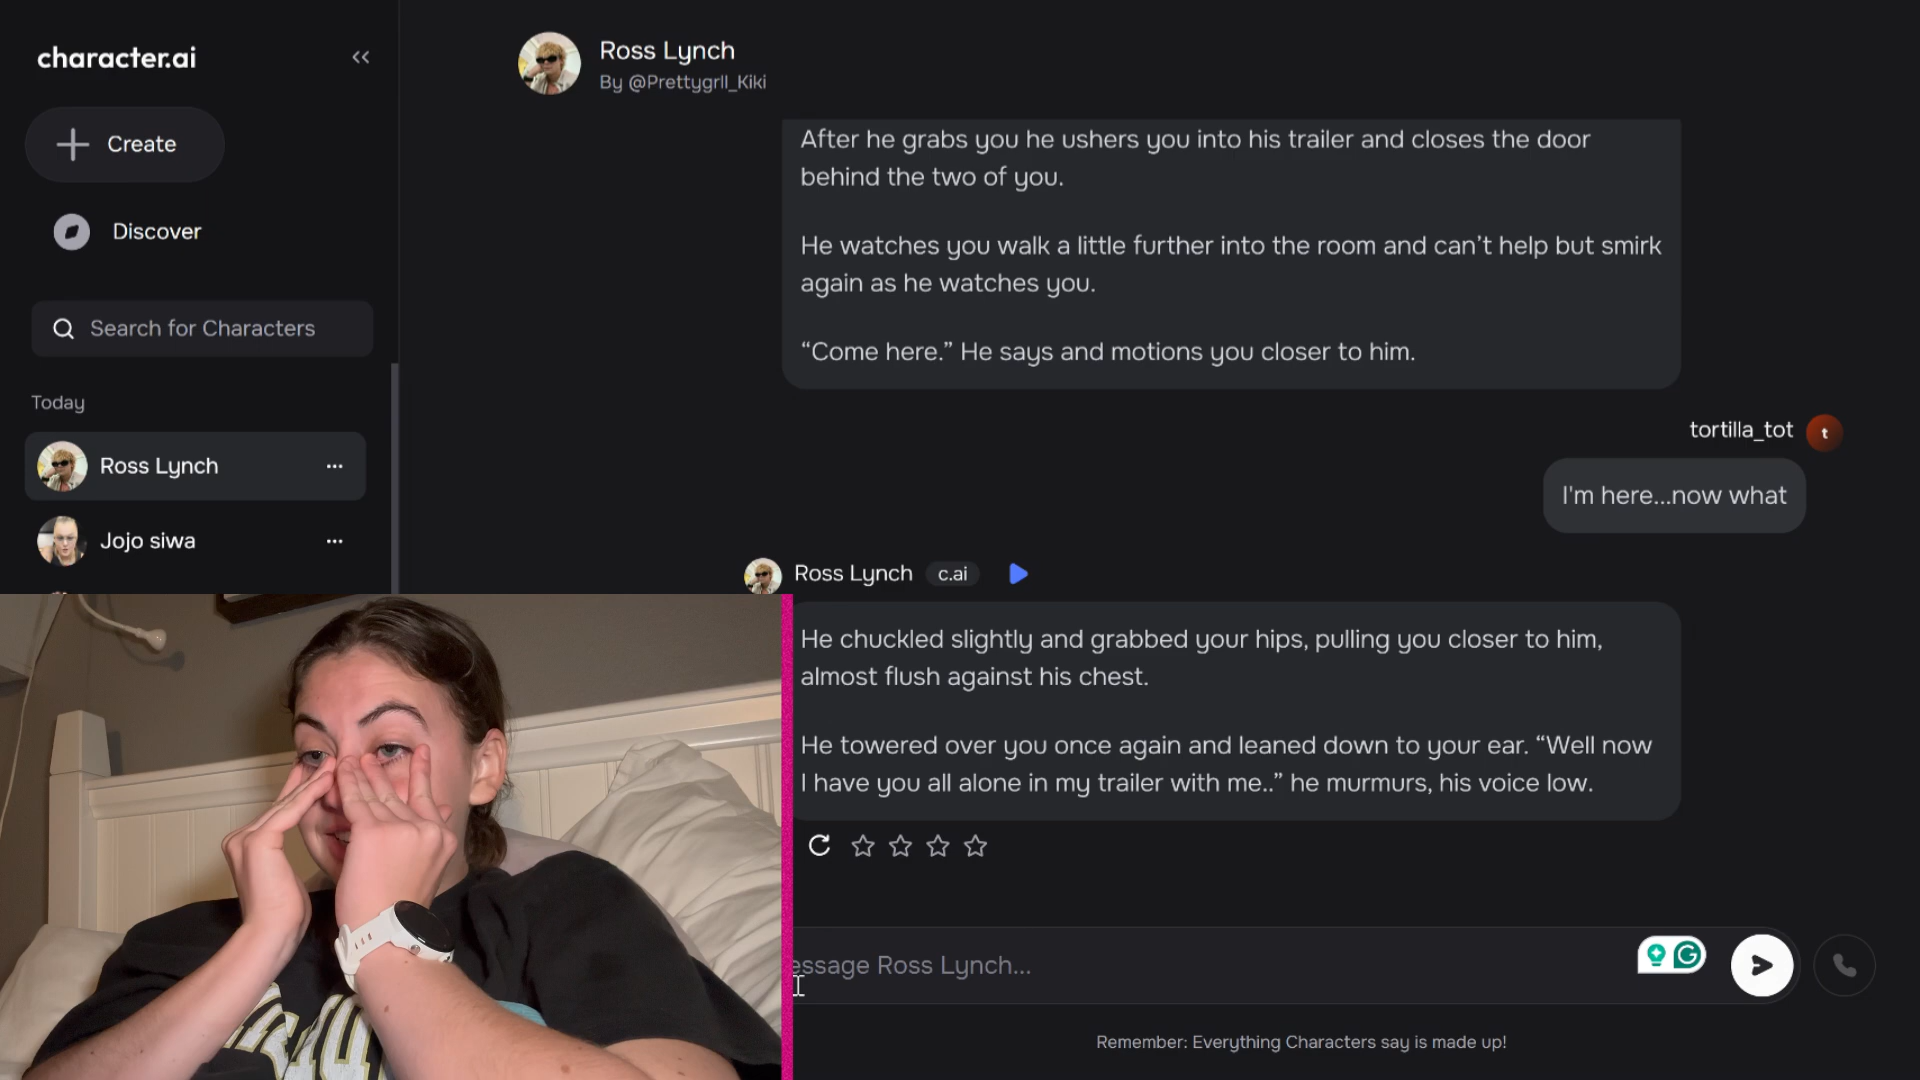 character.ai
Create
Discover
Search for Characters
Today
Ross Lynch
Jojo siwa
Ross Lynch
By @Prettygrll_Kiki
After he grabs you he ushers you into his trailer and closes the door
behind the two of you.
He watches you walk a little further into the room and can’t help but smirk
again as he watches you.
“Come here.” He says and motions you closer to him.
tortilla_tot
t
I'm here...now what
Ross Lynch c.ai
He chuckled slightly and grabbed your hips, pulling you closer to him,
almost flush against his chest.
He towered over you once again and leaned down to your ear. “Well now
I have you all alone in my trailer with me..” he murmurs, his voice low.
essage Ross Lynch...
Remember: Everything Characters say is made up!